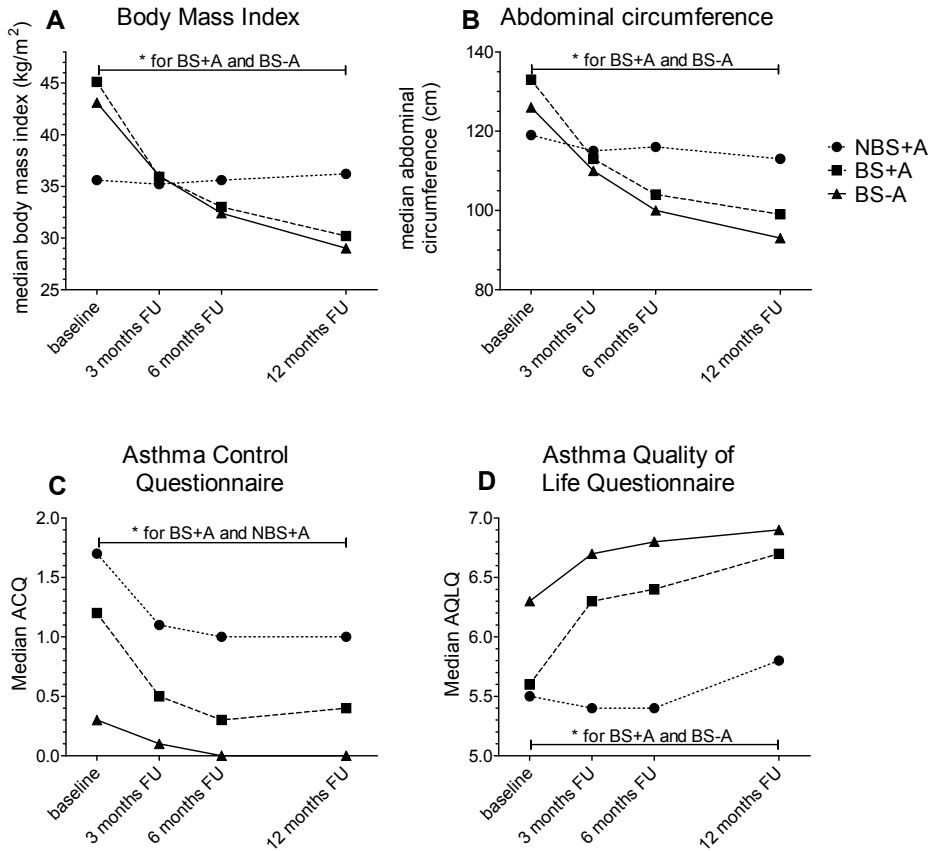 A
Body Mass Index
median body mass index (kg/m²)
50
45
40
35
30
25
* for BS+A and BS-A
baseline
3 months FU
6 months FU
12 months FU
B
Abdominal circumference
median abdominal
circumference (cm)
140
120
100
80
* for BS+A and BS-A
baseline
3 months FU
6 months FU
12 months FU
NBS+A
BS+A
BS-A
C
Asthma Control
Questionnaire
Median ACQ
2.0
1.5
1.0
0.5
0.0
* for BS+A and NBS+A
baseline
3 months FU
6 months FU
12 months FU
D
Asthma Quality of
Life Questionnaire
Median AQLQ
7.0
6.5
6.0
5.5
5.0
* for BS+A and BS-A
baseline
3 months FU
6 months FU
12 months FU